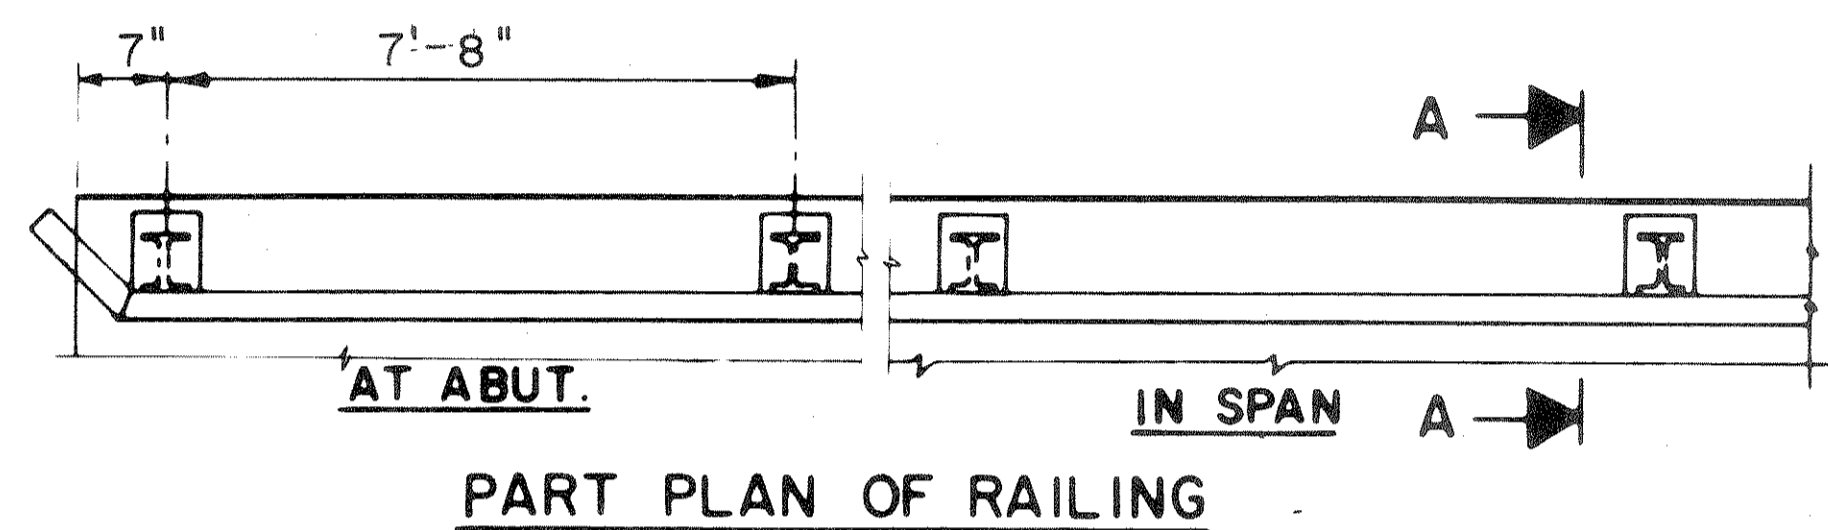 7" 7'-8"
A
AT ABUT.
IN SPAN A
PART PLAN OF RAILING